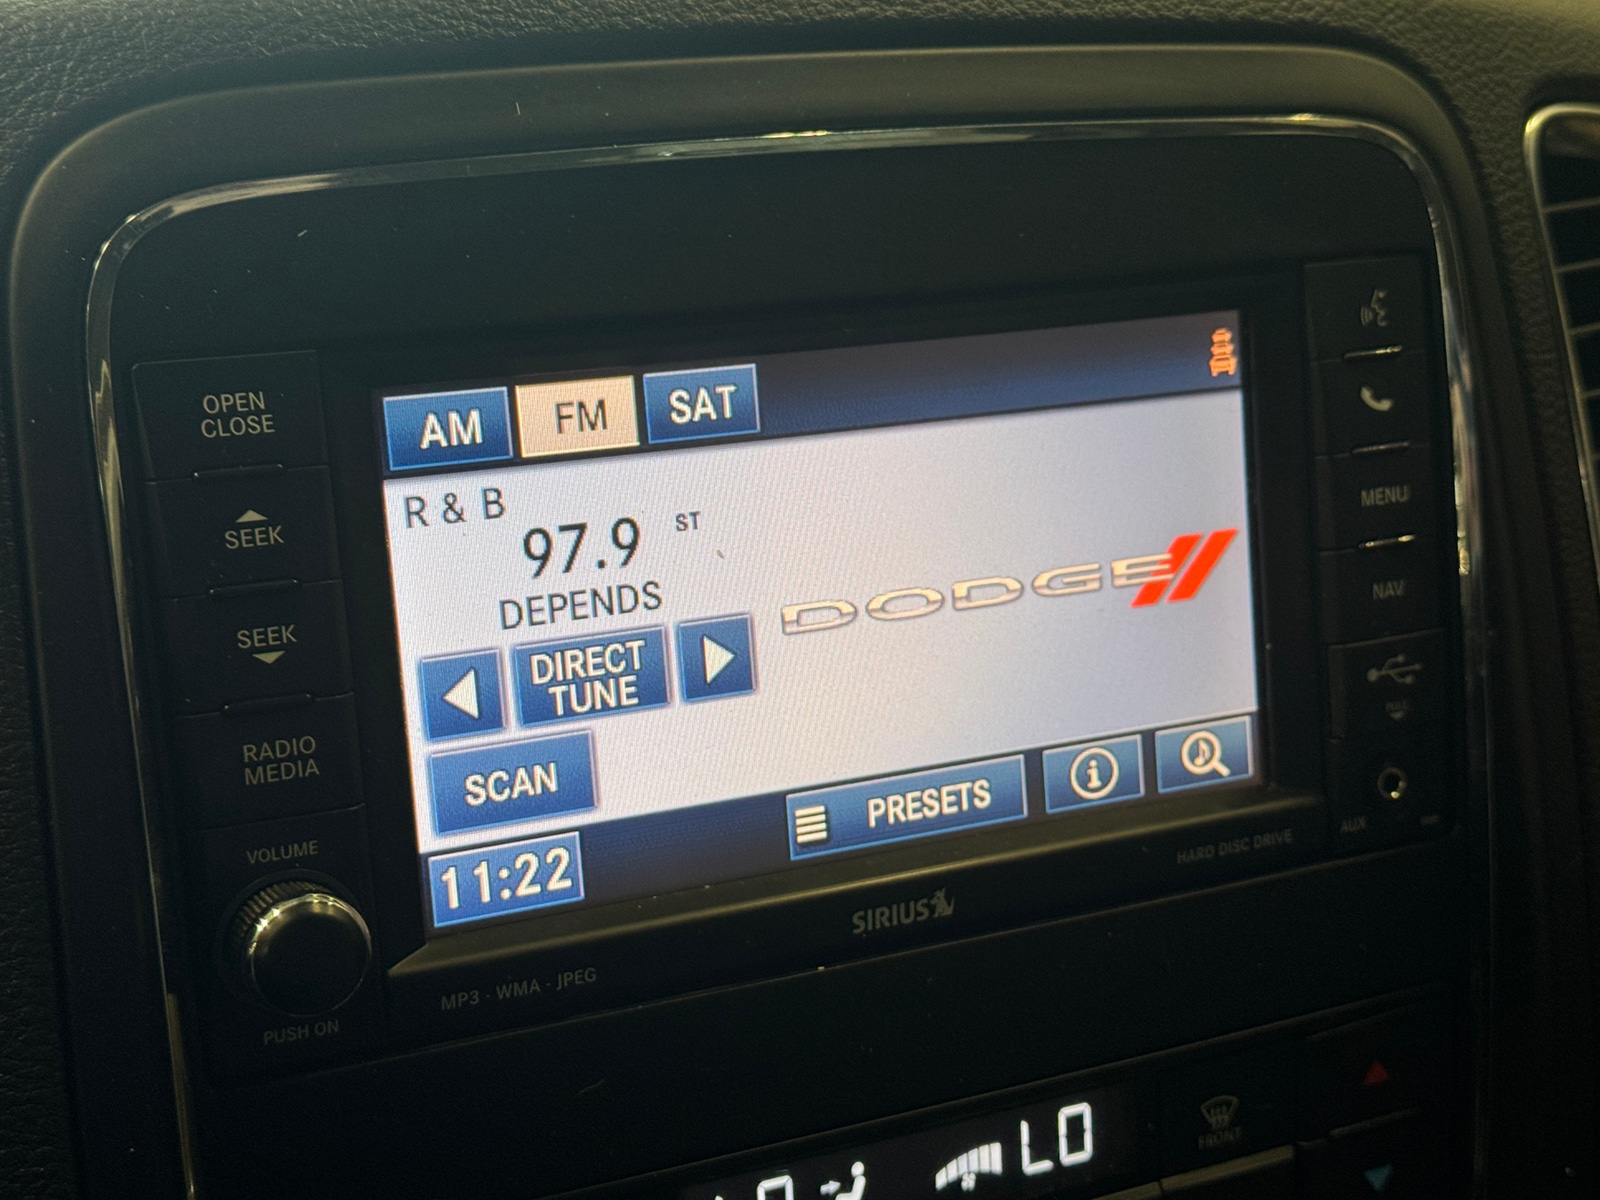 OPEN
CLOSE
SEEK
SEEK
RADIO
MEDIA
VOLUME
PUSH ON
AM FM SAT
R & B
97.9 ST
DEPENDS
DIRECT
TUNE
SCAN
DODGE
PRESETS
11:22
SIRIUS
HARD DISC DRIVE
MP3 · WMA · JPEG
MENU
NAV
PULL
AUX
LO
FRONT